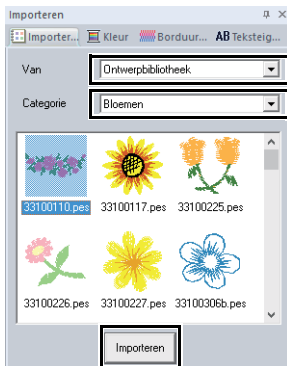 Importeren
Importer... Kleur Borduur... AB Teksteig...
Van Ontwerpbibliotheek
Categorie Bloemen
33100110.pes 33100117.pes 33100225.pes
33100226.pes 33100227.pes 33100306b.pes
Importeren